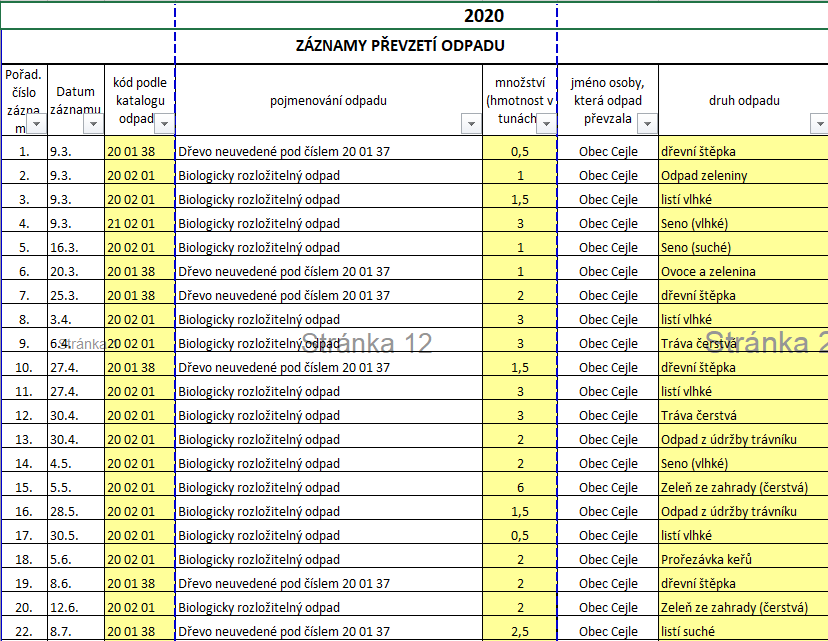 2020
ZÁZNAMY PŘEVZETÍ ODPADU
Pořad. číslo zázna m Datum záznamu kód podle katalogu odpad pojmenování odpadu množství (hmotnost v tunách jméno osoby, která odpad převzala druh odpadu
1. 9.3. 20 01 38 Dřevo neuvedené pod číslem 20 01 37 0,5 Obec Cejle dřevní štěpka
2. 9.3. 20 02 01 Biologicky rozložitelný odpad 1 Obec Cejle Odpad zeleniny
3. 9.3. 20 02 01 Biologicky rozložitelný odpad 1,5 Obec Cejle listí vlhké
4. 9.3. 21 02 01 Biologicky rozložitelný odpad 3 Obec Cejle Seno (vlhké)
5. 16.3. 20 02 01 Biologicky rozložitelný odpad 1 Obec Cejle Seno (suché)
6. 20.3. 20 01 38 Dřevo neuvedené pod číslem 20 01 37 1 Obec Cejle Ovoce a zelenina
7. 25.3. 20 01 38 Dřevo neuvedené pod číslem 20 01 37 2 Obec Cejle dřevní štěpka
8. 3.4. 20 02 01 Biologicky rozložitelný odpad 3 Obec Cejle listí vlhké
9. 6.4. 20 02 01 Biologicky rozložitelný odpad 3 Obec Cejle Tráva čerstvá
Stránka Stránka 12 Stránka 2
10. 27.4. 20 01 38 Dřevo neuvedené pod číslem 20 01 37 1,5 Obec Cejle dřevní štěpka
11. 27.4. 20 02 01 Biologicky rozložitelný odpad 3 Obec Cejle listí vlhké
12. 30.4. 20 02 01 Biologicky rozložitelný odpad 3 Obec Cejle Tráva čerstvá
13. 30.4. 20 02 01 Biologicky rozložitelný odpad 2 Obec Cejle Odpad z údržby trávníku
14. 4.5. 20 02 01 Biologicky rozložitelný odpad 2 Obec Cejle Seno (vlhké)
15. 5.5. 20 02 01 Biologicky rozložitelný odpad 6 Obec Cejle Zeleň ze zahrady (čerstvá)
16. 28.5. 20 02 01 Biologicky rozložitelný odpad 1,5 Obec Cejle Odpad z údržby trávníku
17. 30.5. 20 02 01 Biologicky rozložitelný odpad 0,5 Obec Cejle listí vlhké
18. 5.6. 20 02 01 Biologicky rozložitelný odpad 2 Obec Cejle Prořezávka keřů
19. 8.6. 20 01 38 Dřevo neuvedené pod číslem 20 01 37 2 Obec Cejle dřevní štěpka
20. 12.6. 20 02 01 Biologicky rozložitelný odpad 2 Obec Cejle Zeleň ze zahrady (čerstvá)
22. 8.7. 20 01 38 Dřevo neuvedené pod číslem 20 01 37 2,5 Obec Cejle listí suché